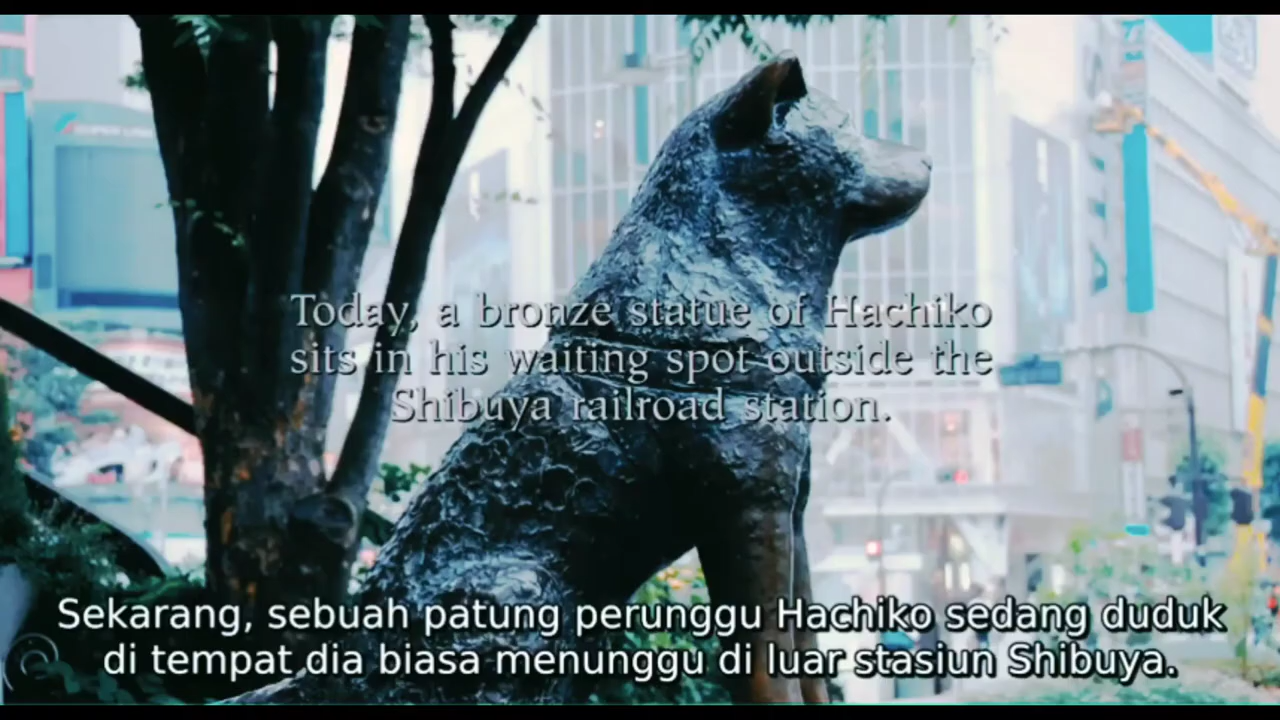 Today, a bronze statue of Hachiko
sits in his waiting spot outside the
Shibuya railroad station.
Sekarang, sebuah patung perunggu Hachiko sedang duduk
di tempat dia biasa menunggu di luar stasiun Shibuya.